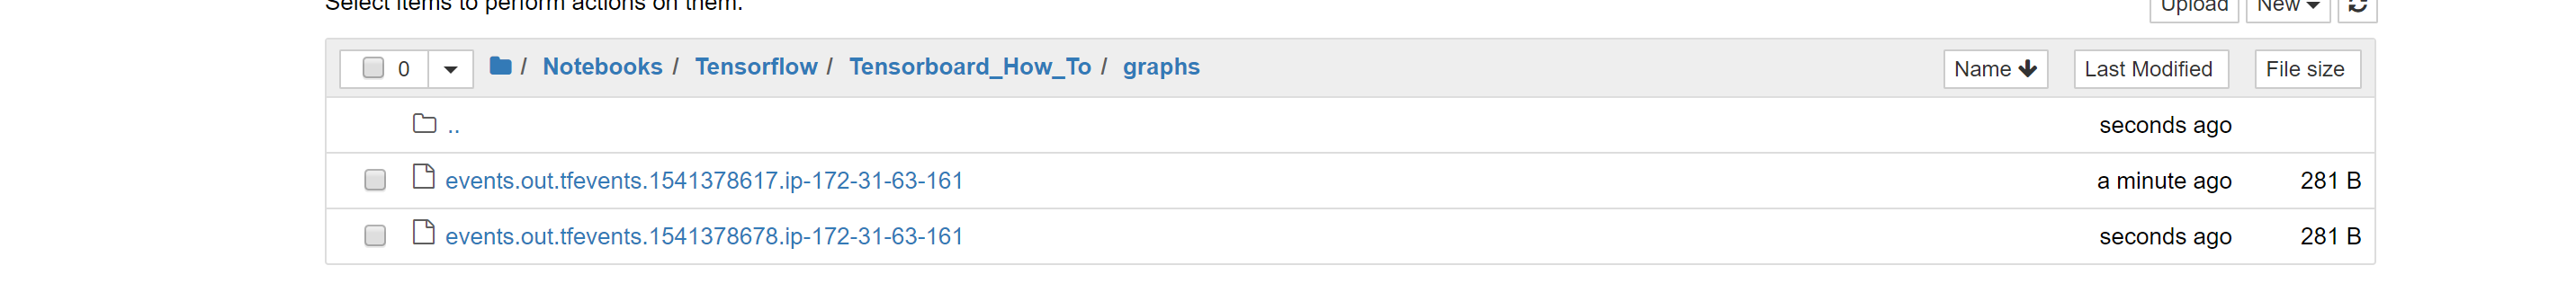 Select items to perform actions on them.
Upload New
0 / Notebooks / Tensorflow / Tensorboard_How_To / graphs Name Last Modified File size
.. seconds ago
events.out.tfevents.1541378617.ip-172-31-63-161 a minute ago 281 B
events.out.tfevents.1541378678.ip-172-31-63-161 seconds ago 281 B